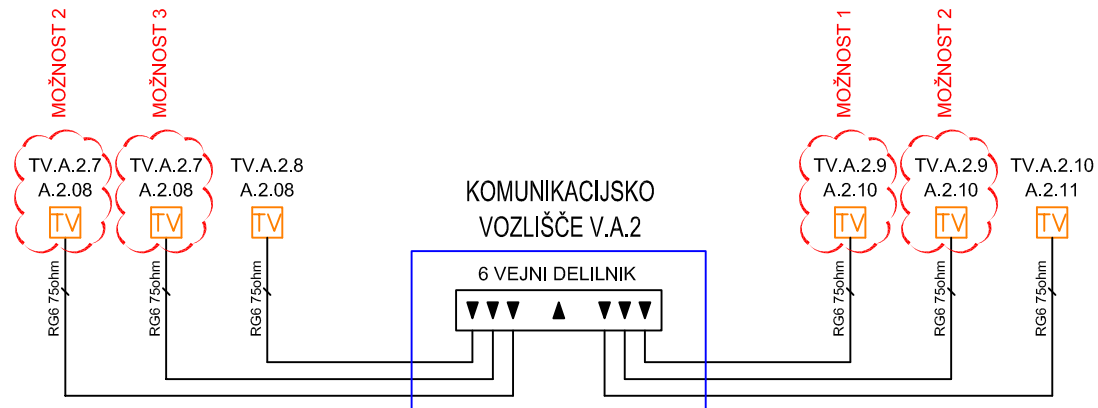 MOŽNOST 2
MOŽNOST 3
MOŽNOST 1
MOŽNOST 2
TV.A.2.7
A.2.08
TV
TV.A.2.7
A.2.08
TV
TV.A.2.8
A.2.08
TV
TV.A.2.9
A.2.10
TV
TV.A.2.9
A.2.10
TV
TV.A.2.10
A.2.11
TV
KOMUNIKACIJSKO
VOZLIŠČE V.A.2
6 VEJNI DELILNIK
RG6 75ohm
RG6 75ohm
RG6 75ohm
RG6 75ohm
RG6 75ohm
RG6 75ohm